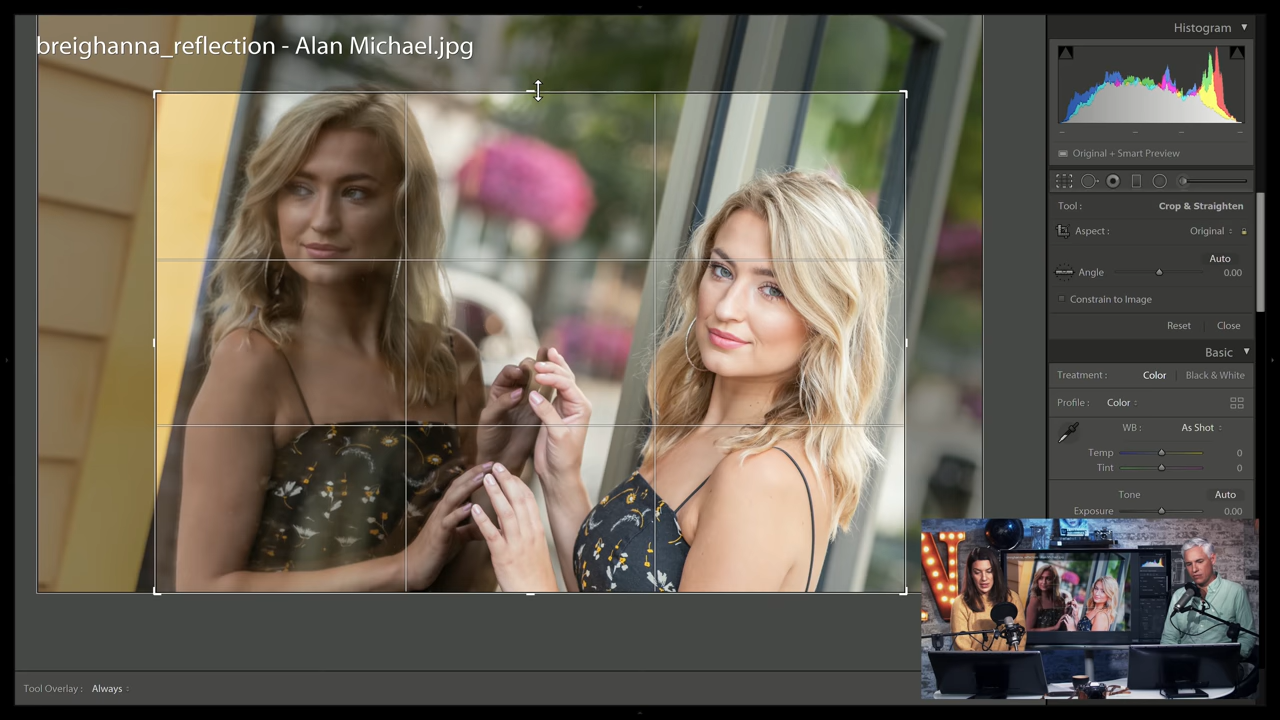 breighanna_reflection - Alan Michael.jpg
Histogram
Original + Smart Preview
Tool :
Crop & Straighten
Aspect :
Original
Auto
Angle
0.00
Constrain to Image
Reset
Close
Basic
Treatment :
Color
Black & White
Profile :
Color
WB :
As Shot
Temp
0
Tint
0
Tone
Auto
Exposure
0.00
Tool Overlay :
Always